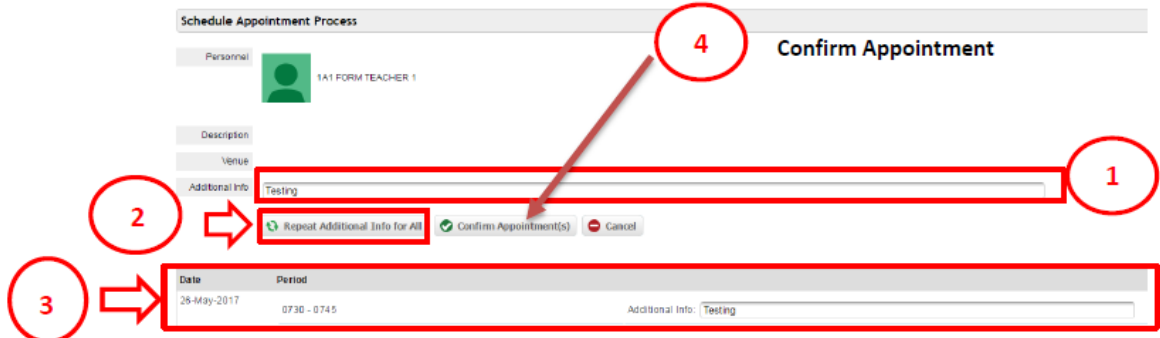 Schedule Appointment Process
4
Confirm Appointment
Personnel
1A1 FORM TEACHER 1
Description
Venue
Additional Info
Testing
1
2
Repeat Additional Info for All
Confirm Appointment(s)
Cancel
3
Date Period
26-May-2017
0730 - 0745 Additional Info: Testing